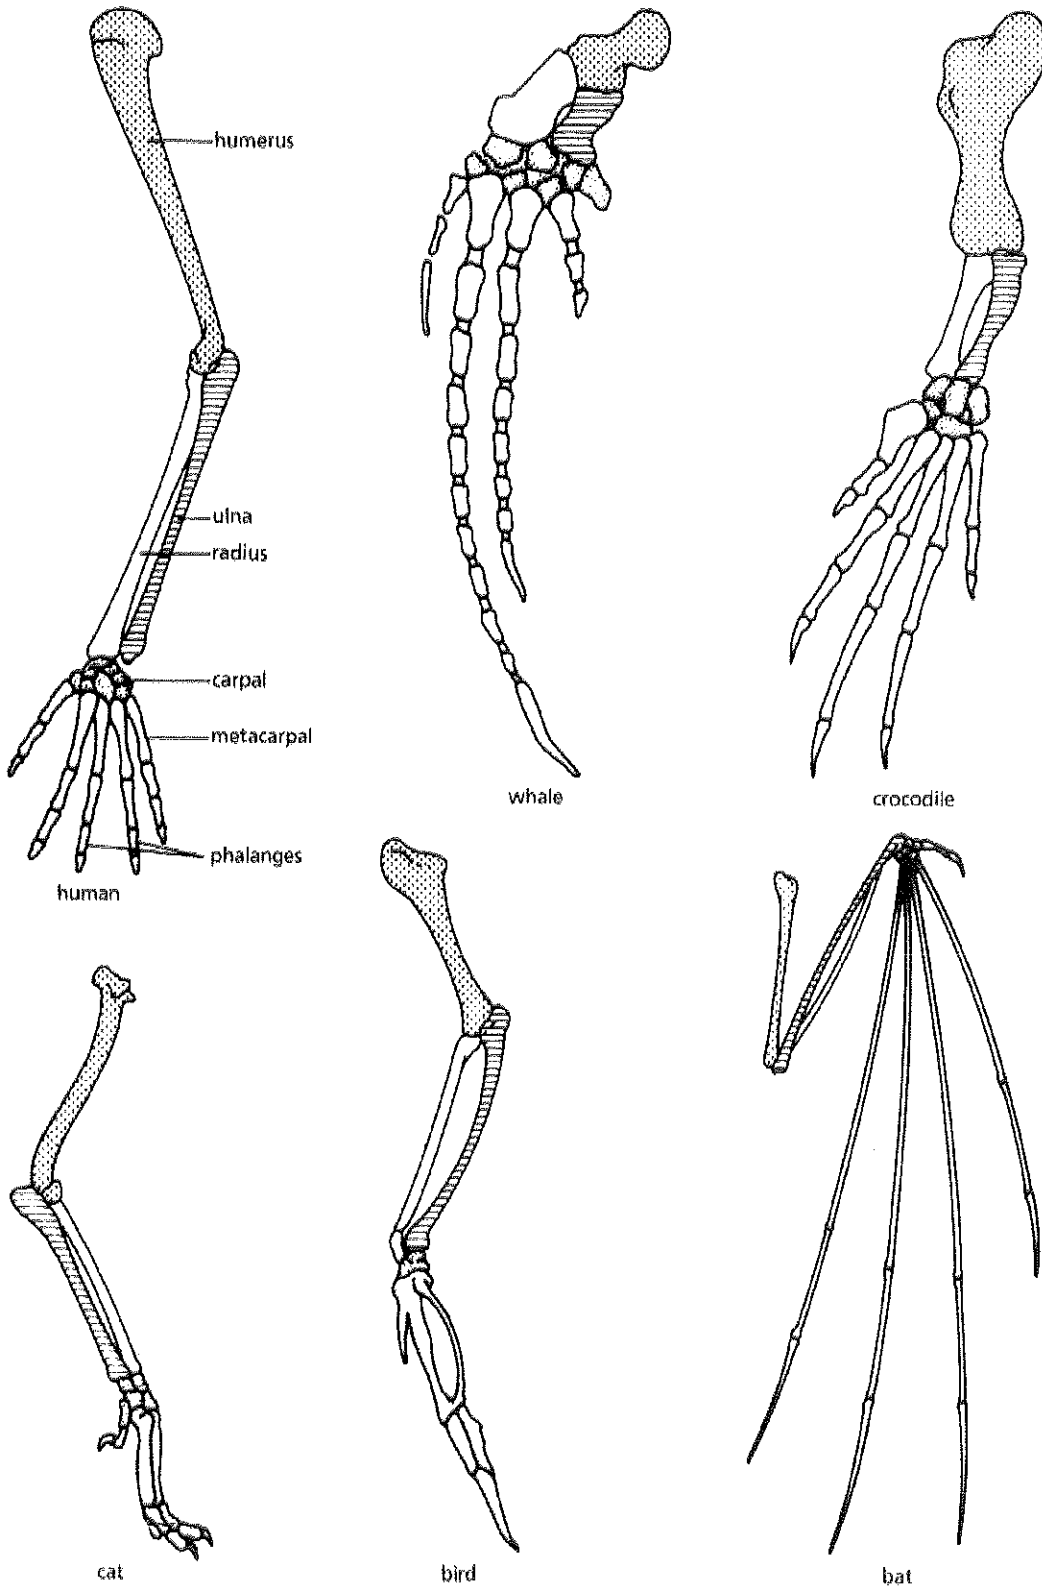 humerus
ulna
radius
carpal
metacarpal
phalanges
human
whale
crocodile
cat
bird
bat